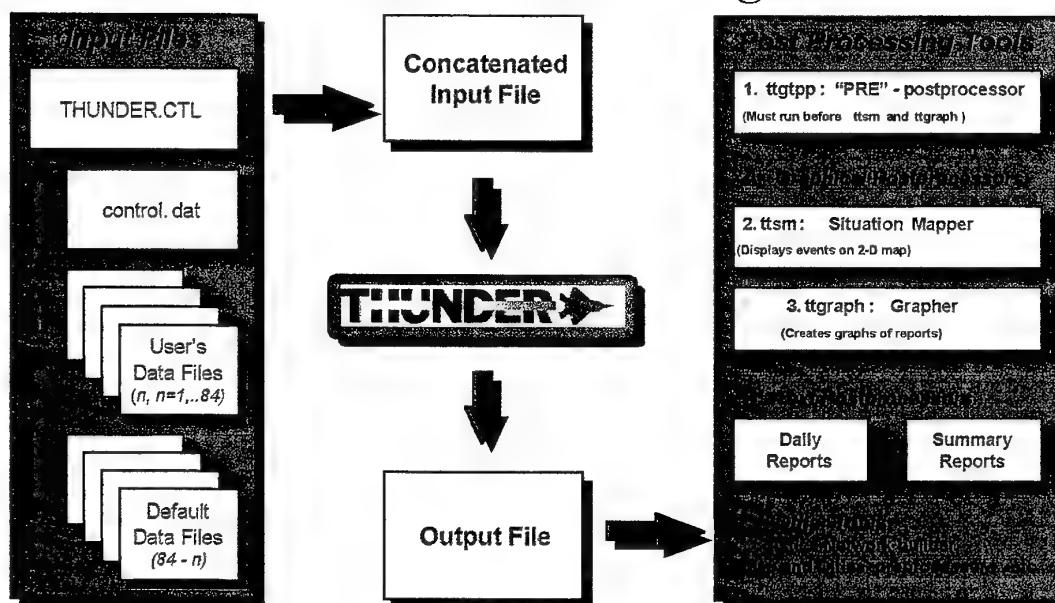 Input Files
THUNDER.CTL
control.dat
User's
Data Files
(n, n=1,..84)
Default
Data Files
(84 - n)
Concatenated
Input File
THUNDER
Output File
Post Processing Tools
1. ttgtpp : "PRE" - postprocessor
(Must run before ttsm and ttgraph )
2. ttsm : Situation Mapper
(Displays events on 2-D map)
3. ttgraph : Grapher
(Creates graphs of reports)
Daily
Reports
Summary
Reports